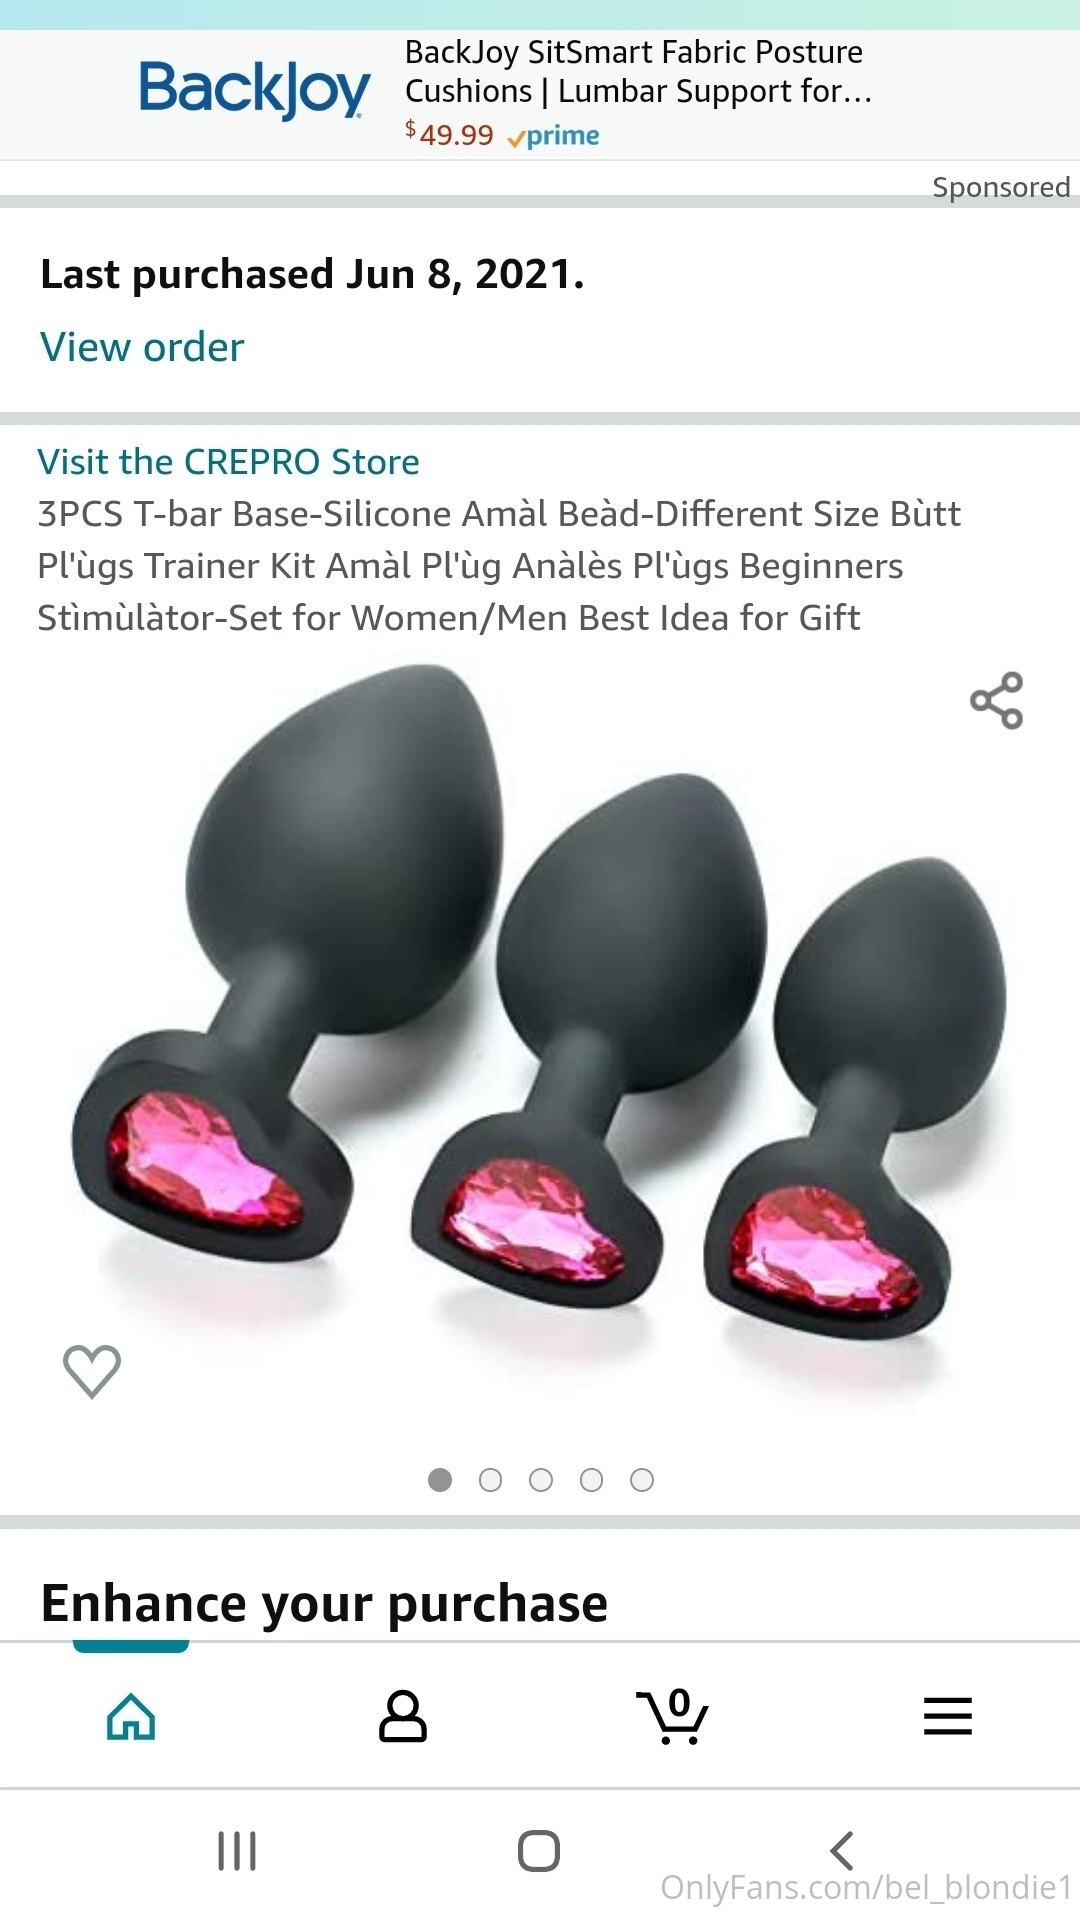 BackJoy
BackJoy SitSmart Fabric Posture
Cushions | Lumbar Support for...
$49.99 prime
Sponsored
Last purchased Jun 8, 2021.
View order
Visit the CREPRO Store
3PCS T-bar Base-Silicone Amàl Beàd-Different Size Bùtt
Pl'ùgs Trainer Kit Amàl Pl'ùg Anàlès Pl'ùgs Beginners
Stìmùlàtor-Set for Women/Men Best Idea for Gift
Enhance your purchase
0
OnlyFans.com/bel_blondie1